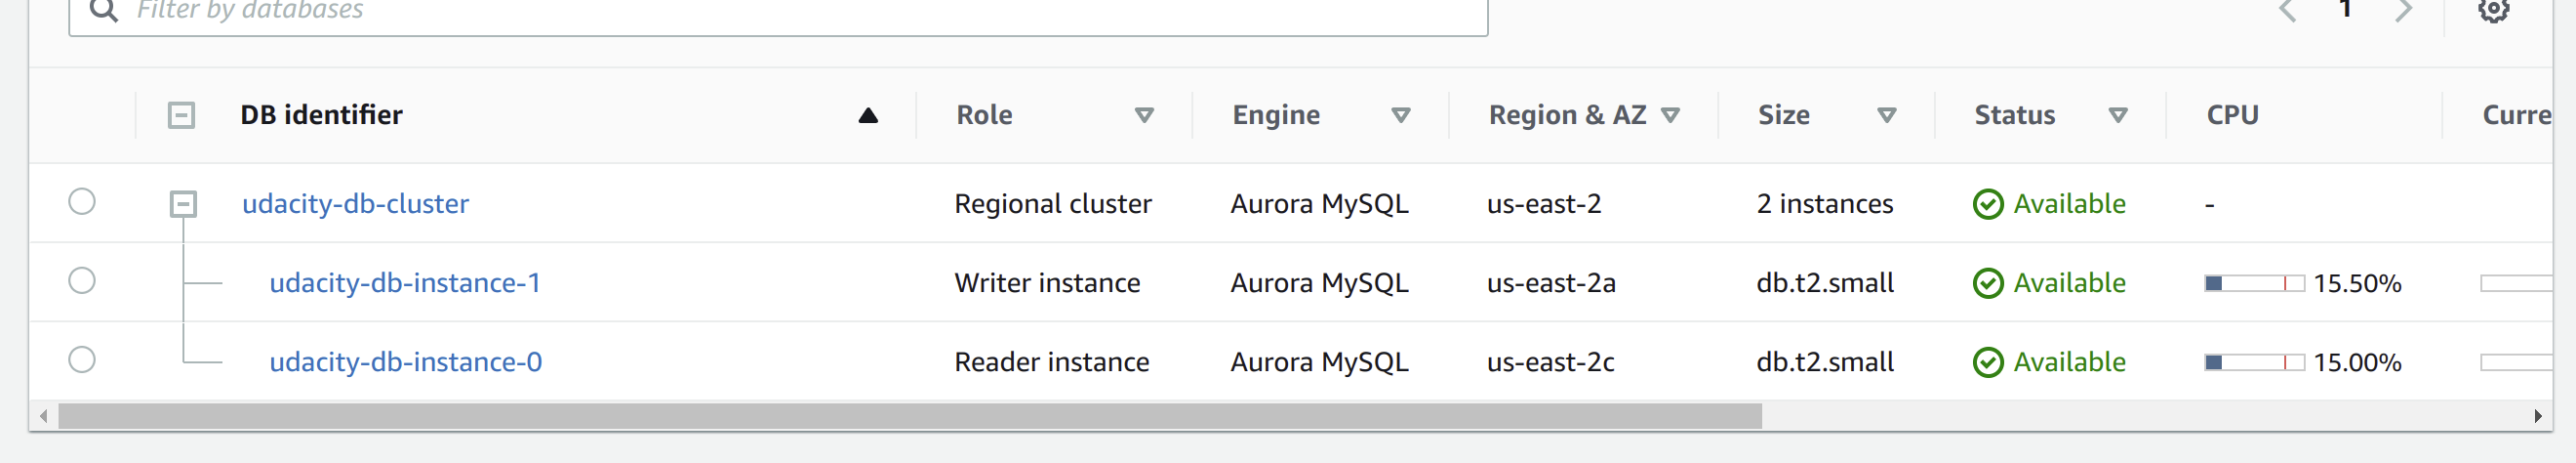 Filter by databases 1
DB identifier Role Engine Region & AZ Size Status CPU Curre
udacity-db-cluster Regional cluster Aurora MySQL us-east-2 2 instances Available -
udacity-db-instance-1 Writer instance Aurora MySQL us-east-2a db.t2.small Available 15.50%
udacity-db-instance-0 Reader instance Aurora MySQL us-east-2c db.t2.small Available 15.00%